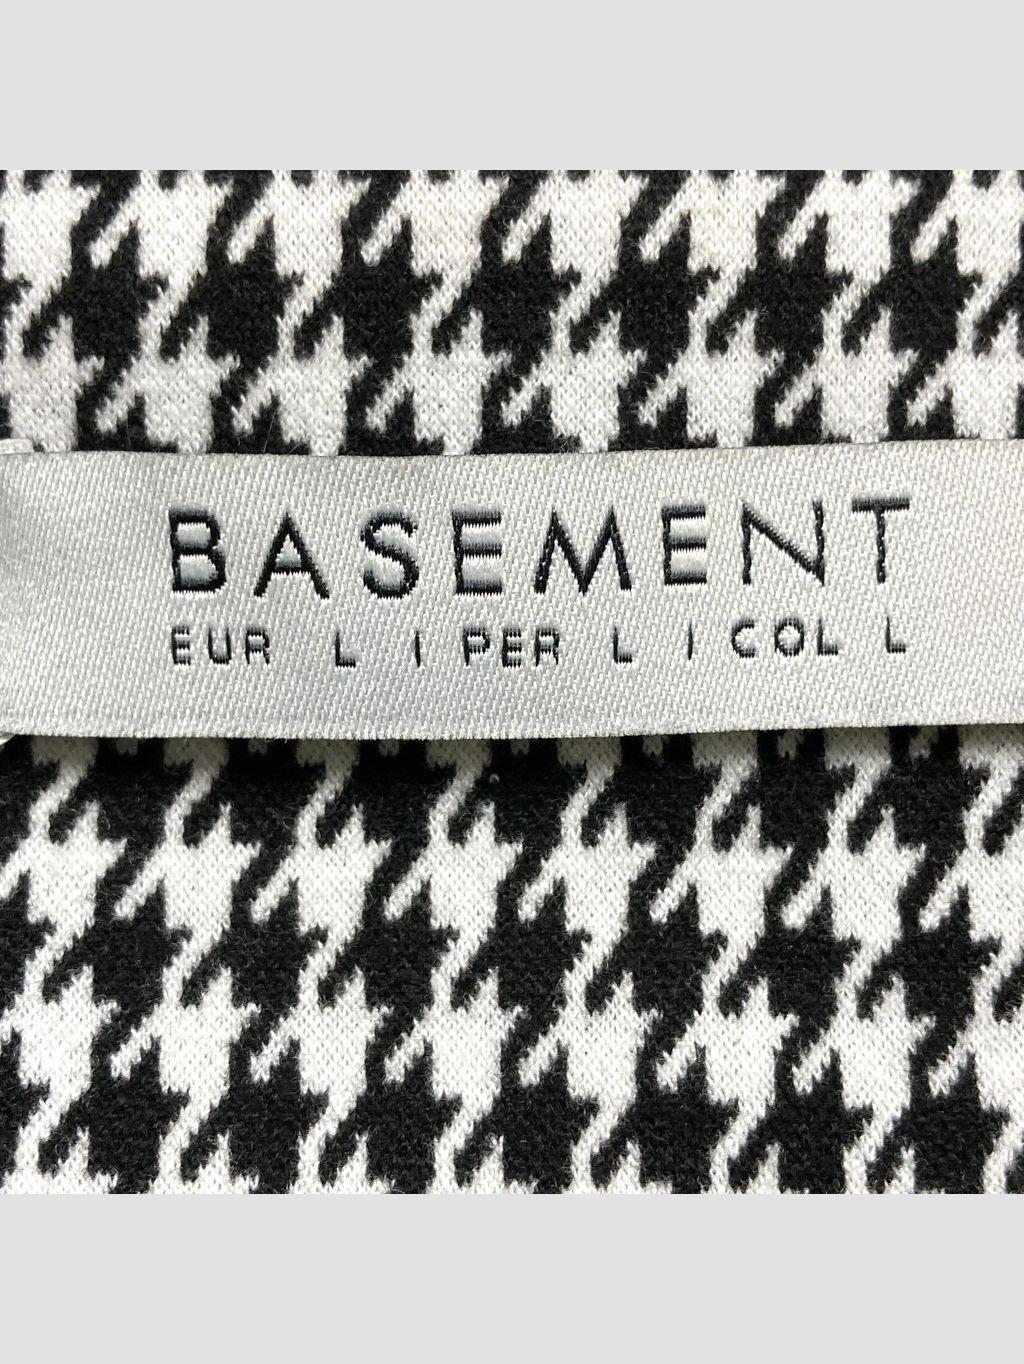 BASEMENT
EUR L | PER L | COL L